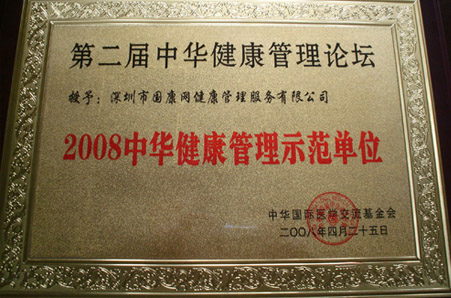 第二届中华健康管理论坛
授予：深圳市国康网健康管理服务有限公司
2008中华健康管理示范单位
中华国际医学交流基金会
二〇〇八年四月二十五日